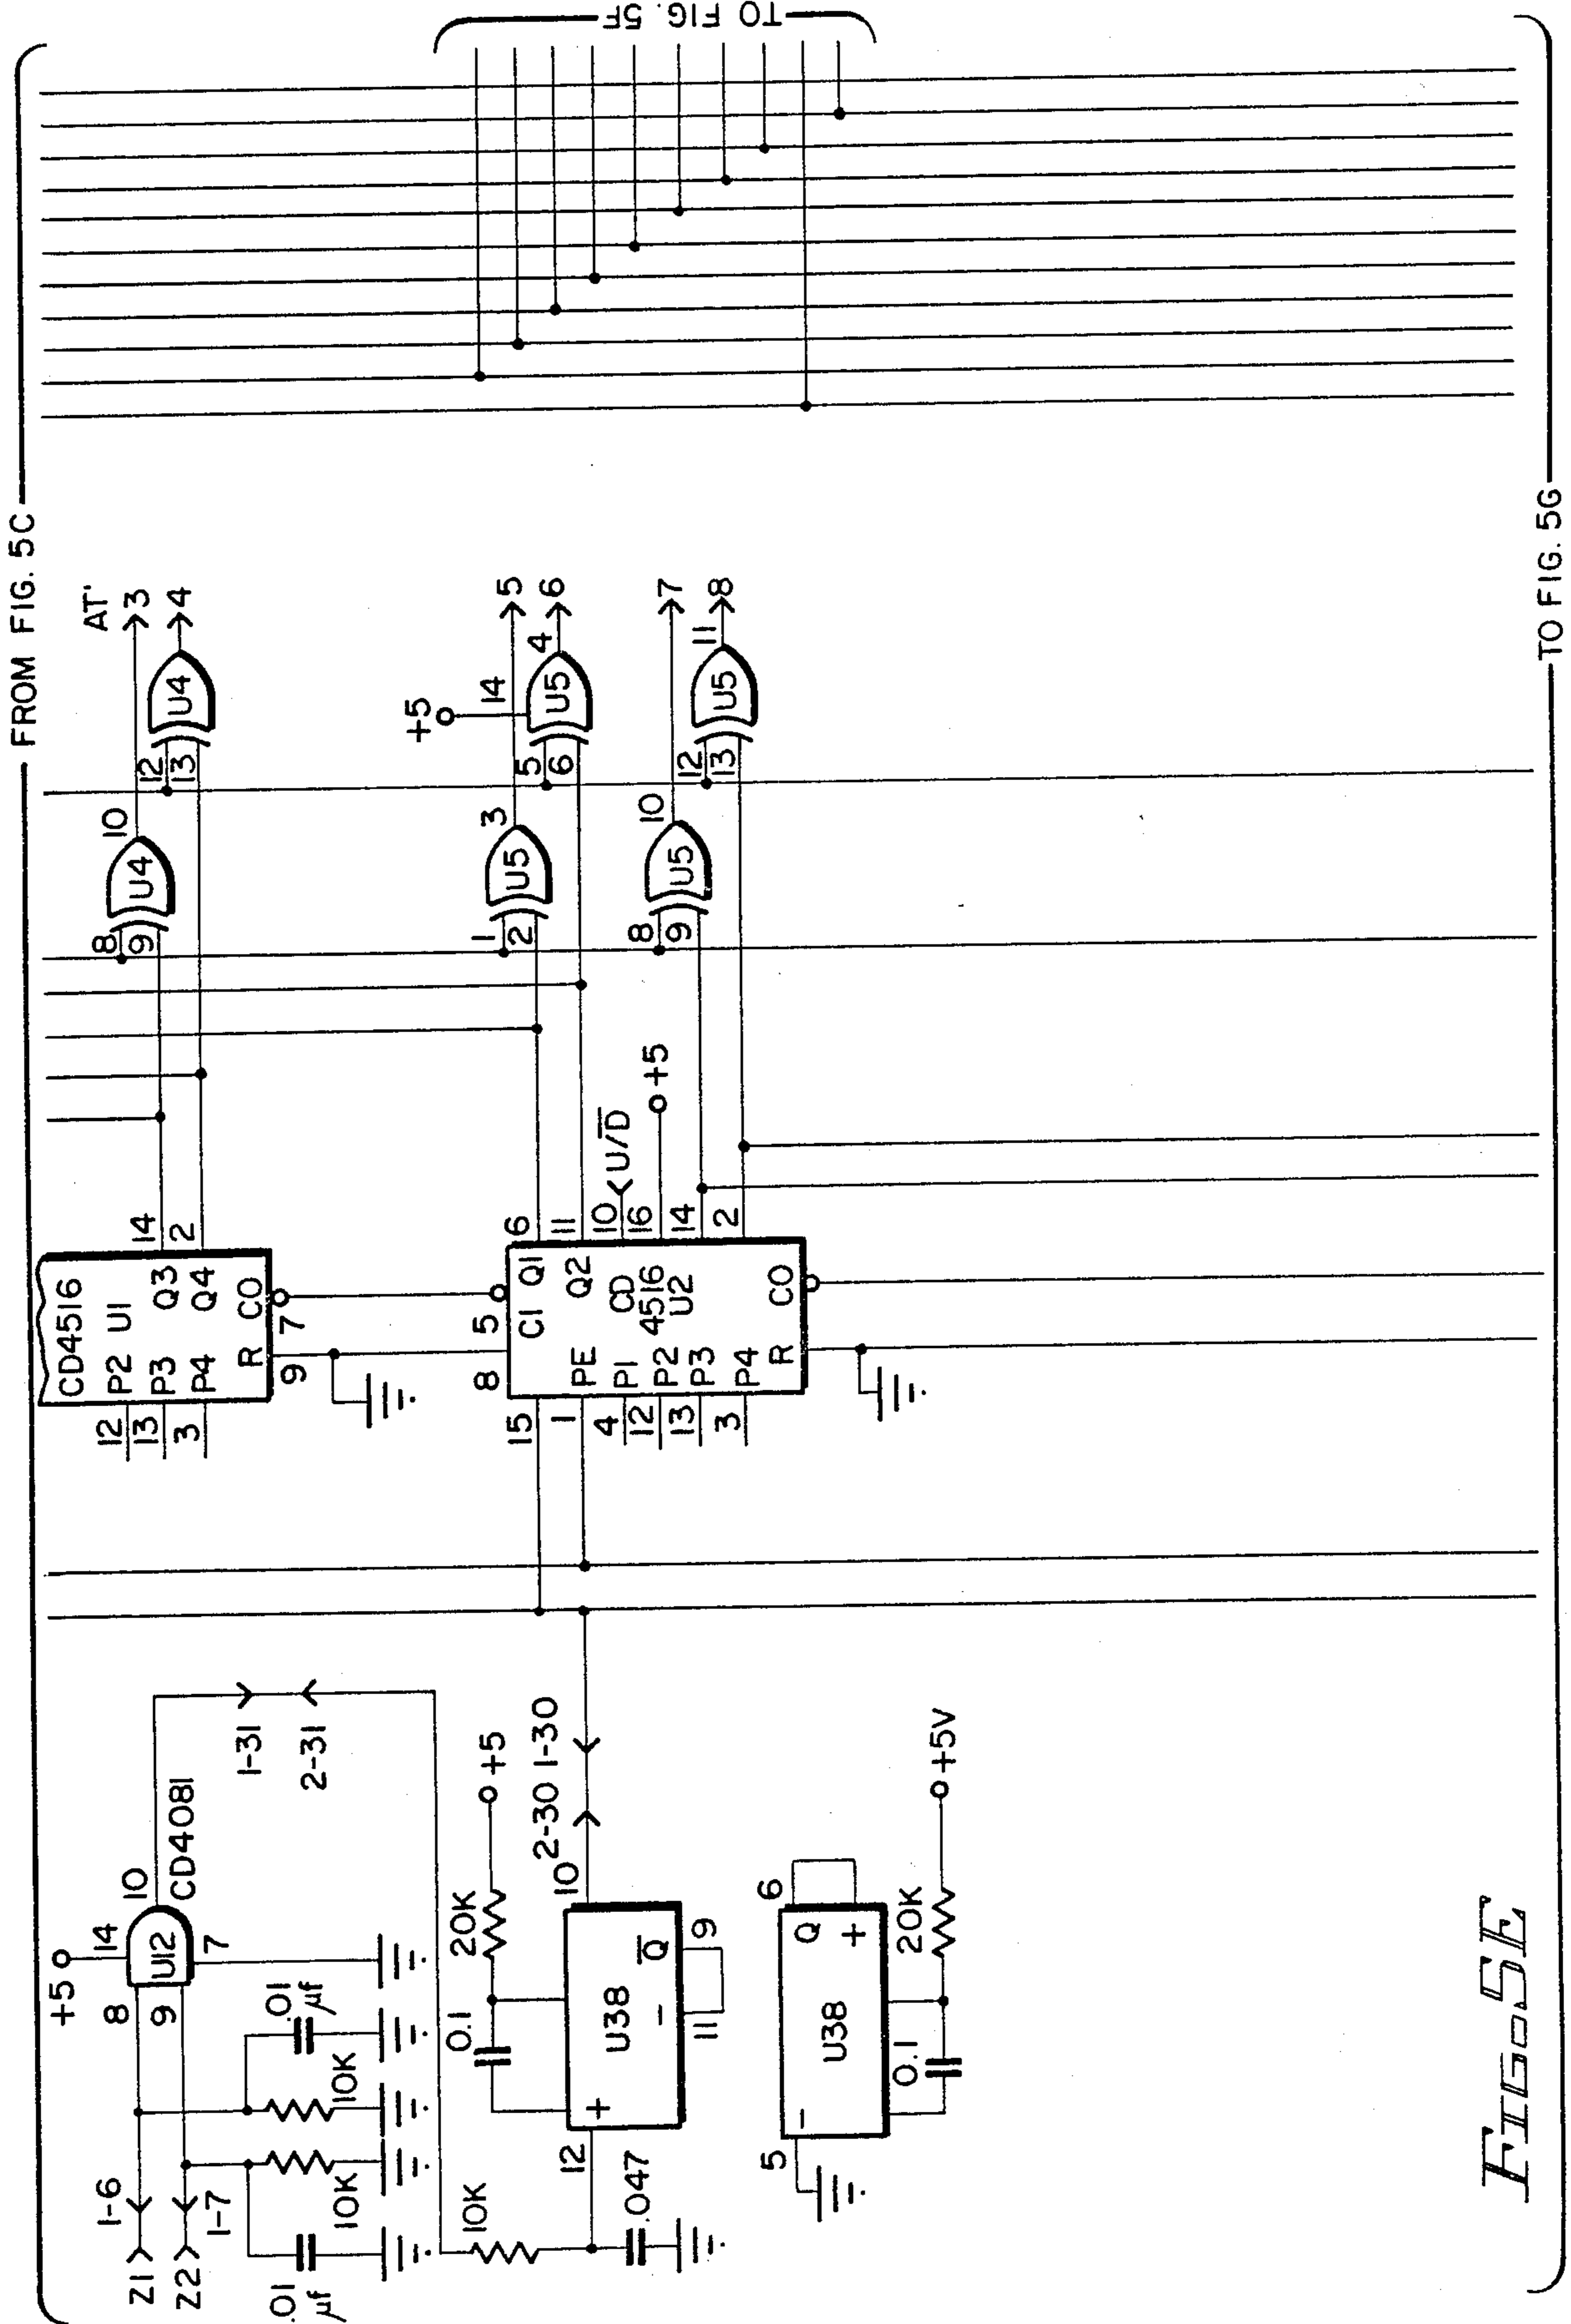 FROM FIG. 5C
TO FIG. 5F
AT'
3
4
10
U4
12
13
U4
8
9
+5
14
5
6
4
3
U5
5
6
U5
1
2
7
8
11
10
U5
12
13
U5
8
9
CD4516
U1
P2
P3
P4
Q3
Q4
R
CO
14
2
12
13
3
9
7
8
5
CI
Q1
Q2
PE
CD
4516
U2
P1
P2
P3
P4
R
CO
6
11
10
U/D̅
16
+5
14
2
15
1
4
12
13
3
+5
14
10
CD4081
U12
8
9
7
Z1
1-6
Z2
1-7
.01
µf
10K
10K
.01
µf
1-31
2-31
10K
.047
12
+
U38
-
Q̅
11
9
0.1
20K
+5
10
2-30 1-30
5
-
U38
Q
+
6
0.1
20K
+5V
TO FIG. 5G
FIG. 5E